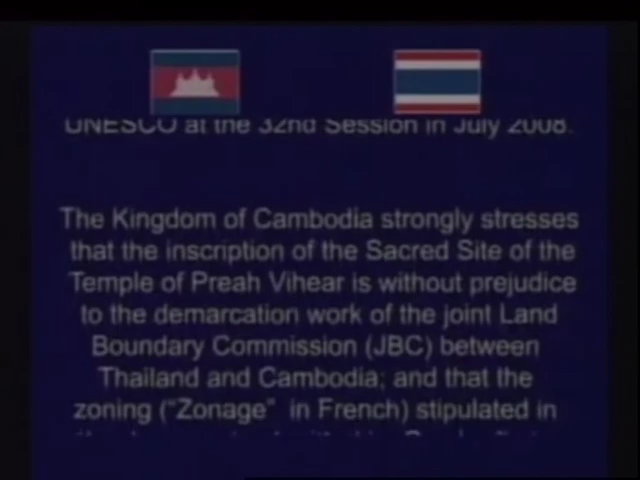 UNESCO at the 32nd Session in July 2008.
The Kingdom of Cambodia strongly stresses
that the inscription of the Sacred Site of the
Temple of Preah Vihear is without prejudice
to the demarcation work of the joint Land
Boundary Commission (JBC) between
Thailand and Cambodia; and that the
zoning (“Zonage” in French) stipulated in